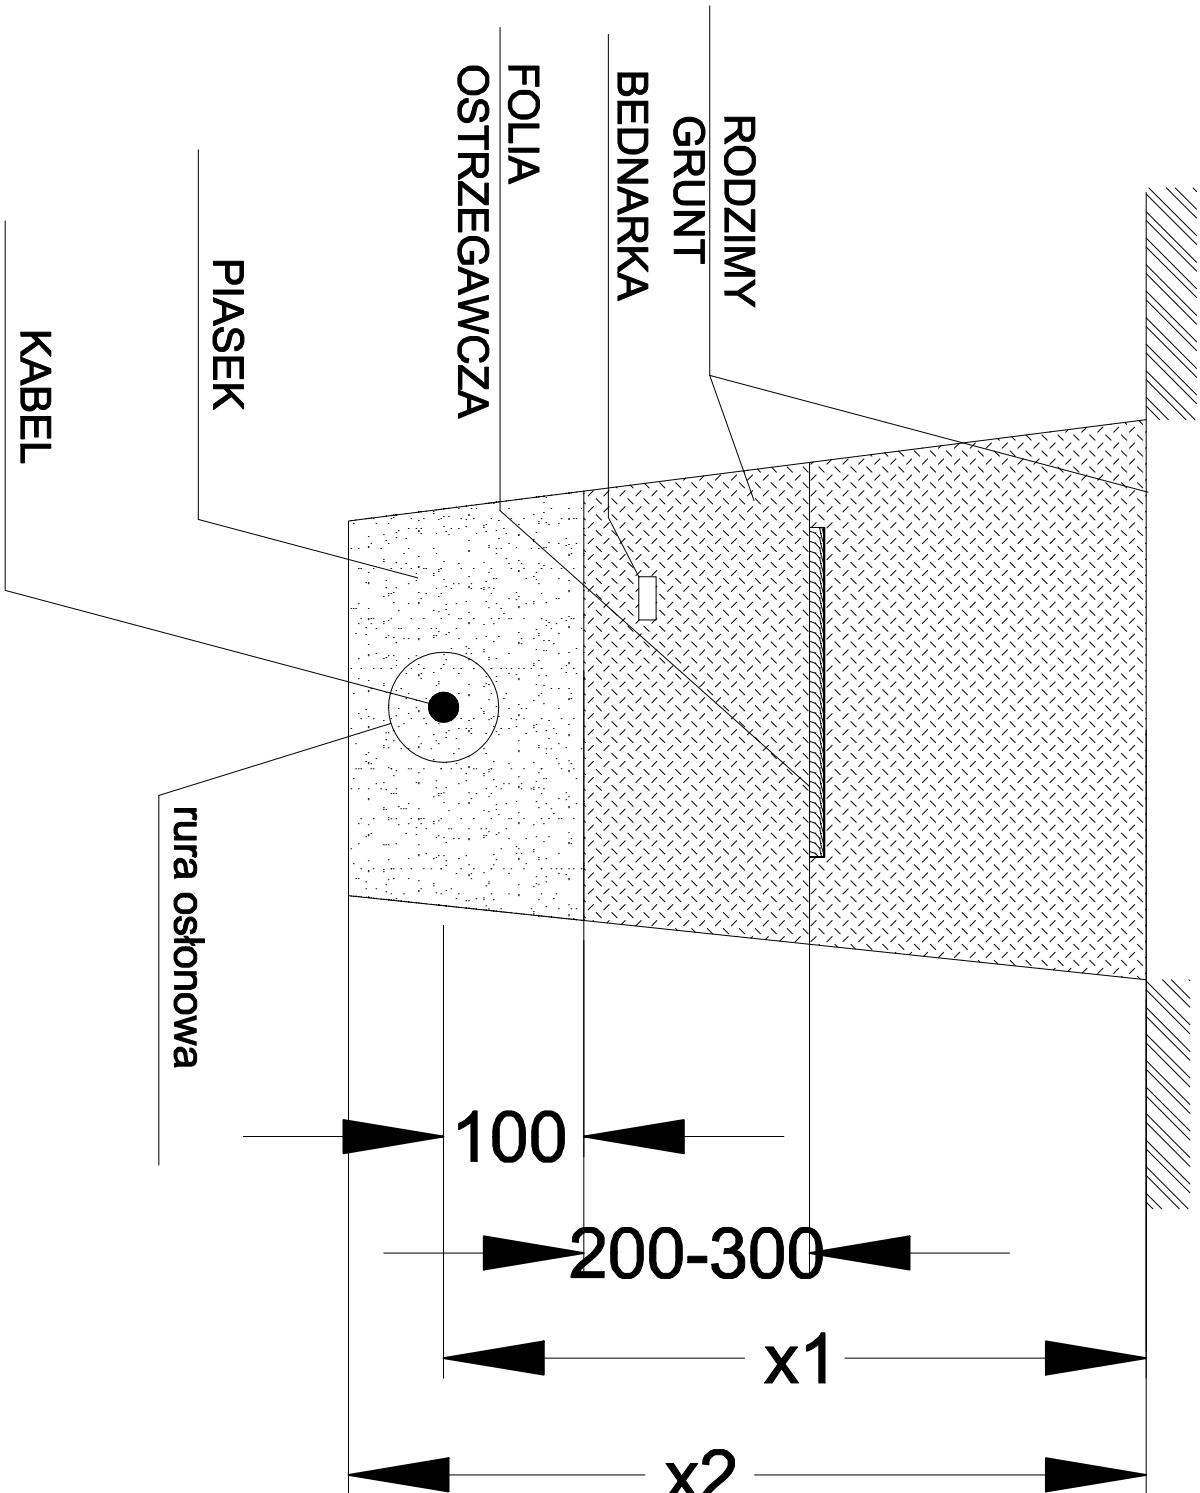 RODZIMY
GRUNT
BEDNARKA
FOLIA
OSTRZEGAWCZA
PIASEK
KABEL
rura osłonowa
100
200-300
x1
x2